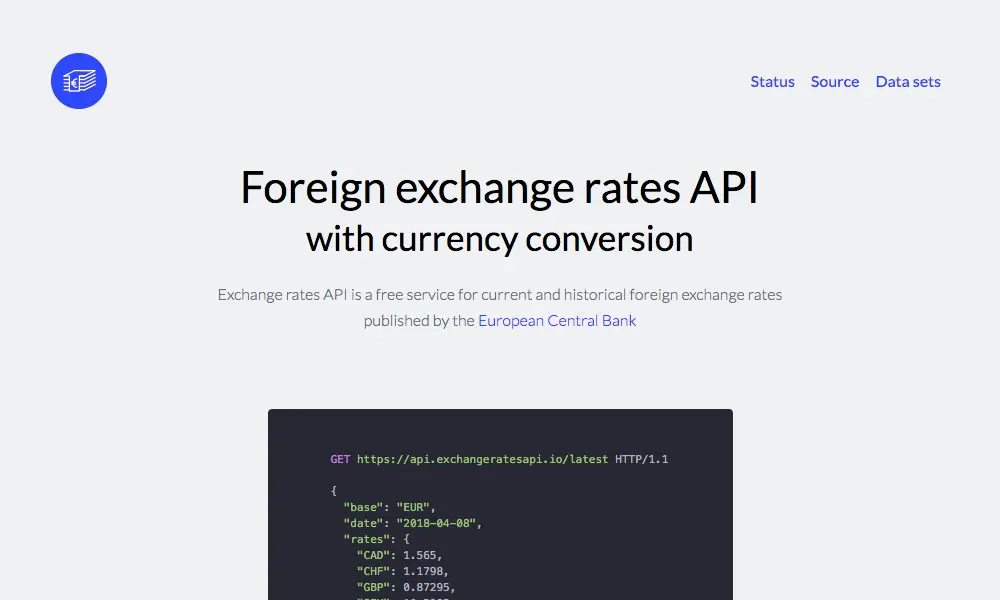 Status Source Data sets
Foreign exchange rates API
with currency conversion
Exchange rates API is a free service for current and historical foreign exchange rates
published by the European Central Bank
GET https://api.exchangeratesapi.io/latest HTTP/1.1
{
"base": "EUR",
"date": "2018-04-08",
"rates": {
"CAD": 1.565,
"CHF": 1.1798,
"GBP": 0.87295,